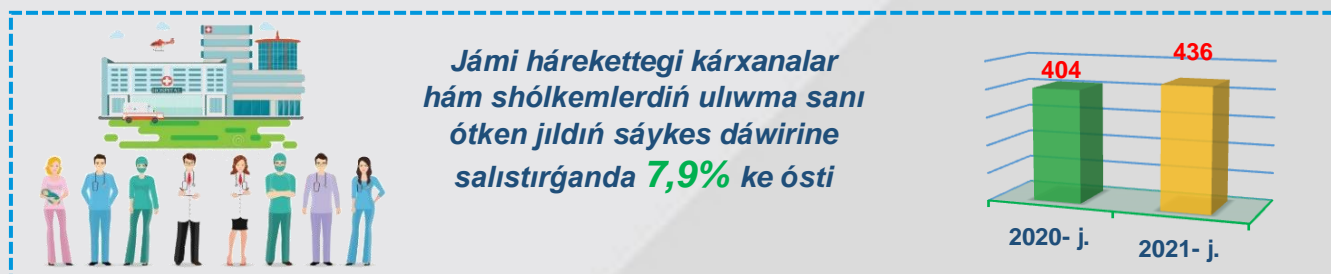 HOSPITAL
Jámi hárekettegi kárxanalar
hám shólkemlerdiń ulıwma sanı
ótken jıldıń sáykes dáwirine
salıstırǵanda 7,9% ke ósti
404
436
2020- j.
2021- j.